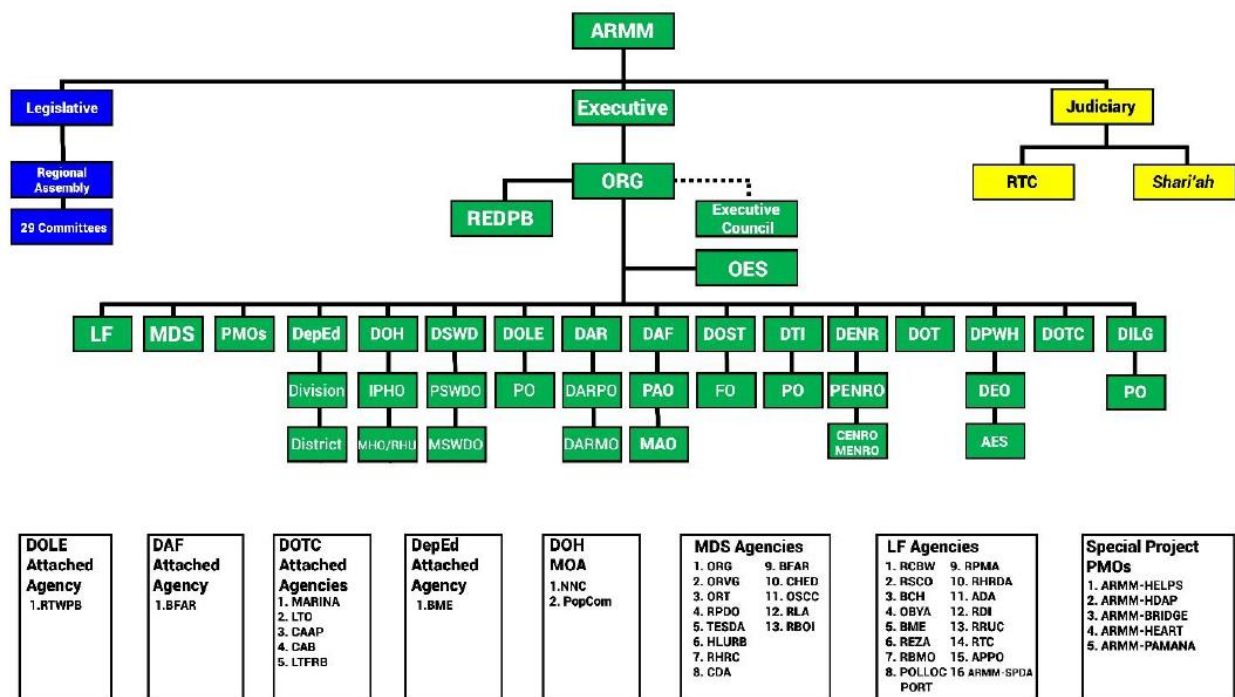 ARMM
Legislative
Executive
Judiciary
Regional
Assembly
ORG
RTC
Shari'ah
REDPB
Executive
Council
29 Committees
OES
LF
MDS
PMOs
DepEd
DOH
DSWD
DOLE
DAR
DAF
DOST
DTI
DENR
DOT
DPWH
DOTC
DILG
Division
IPHO
PSWDO
PO
DARPO
PAO
FO
PO
PENRO
DEO
PO
District
MHO/RHU
MSWDO
DARMO
MAO
CENRO
MENRO
AES
DOLE
Attached
Agency
1.RTWPB
DAF
Attached
Agency
1.BFAR
DOTC
Attached
Agencies
1. MARINA
2. LTO
3. CAAP
4. CAB
5. LTFRB
DepEd
Attached
Agency
1.BME
DOH
MOA
1.NNC
2. PopCom
MDS Agencies
1. ORG
2. ORVG
3. ORT
4. RPDO
5. TESDA
6. HLURB
7. RHRC
8. CDA
9. BFAR
10. CHED
11. OSCC
12. RLA
13. RBOI
LF Agencies
1. RCBW
2. RSCO
3. BCH
4. OBYA
5. BME
6. REZA
7. RBMO
8. POLLOC
PORT
9. RPMA
10. RHRDA
11. ADA
12. RDI
13. RRUC
14. RTC
15. APPO
16 ARMM-SPDA
Special Project
PMOs
1. ARMM-HELPS
2. ARMM-HDAP
3. ARMM-BRIDGE
4. ARMM-HEART
5. ARMM-PAMANA